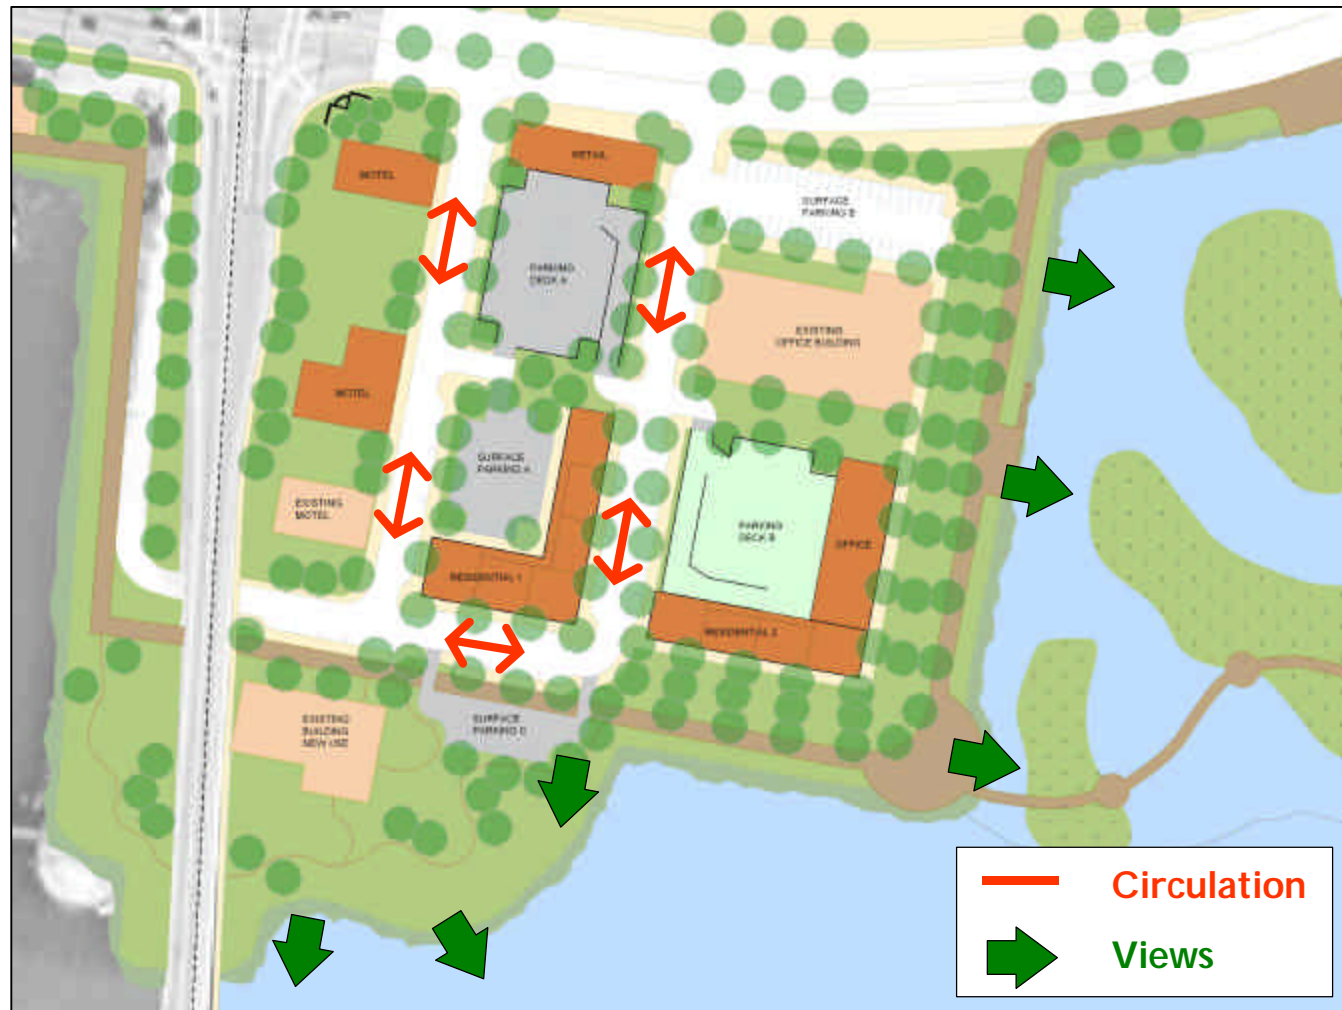 RETAIL
MOTEL
SURFACE
PARKING B
PARKING
DECK A
EXISTING
OFFICE BUILDING
MOTEL
SURFACE
PARKING A
EXISTING
MOTEL
PARKING
DECK B
OFFICE
RESIDENTIAL 1
RESIDENTIAL 2
EXISTING
BUILDING
NEW USE
SURFACE
PARKING C
Circulation
Views